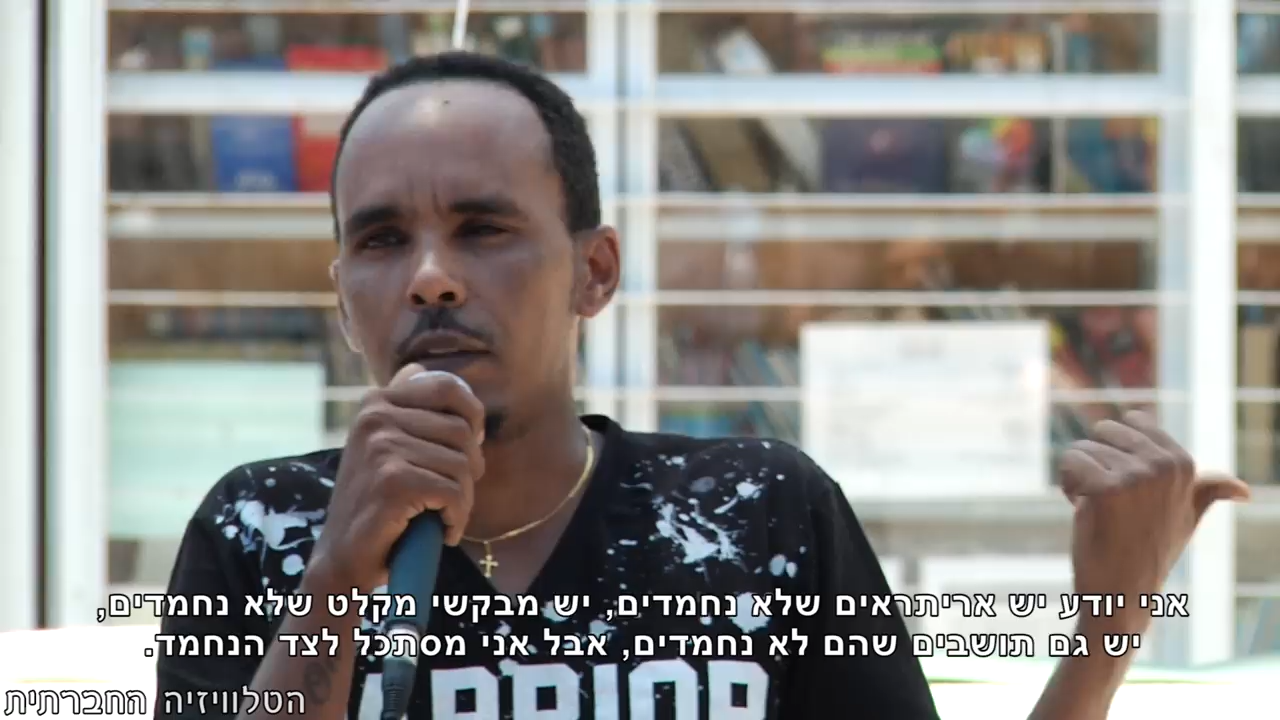 אני יודע יש אריתראים שלא נחמדים, יש מבקשי מקלט שלא נחמדים,
יש גם תושבים שהם לא נחמדים, אבל אני מסתכל לצד הנחמד.
WARRIOR
הטלוויזיה החברתית